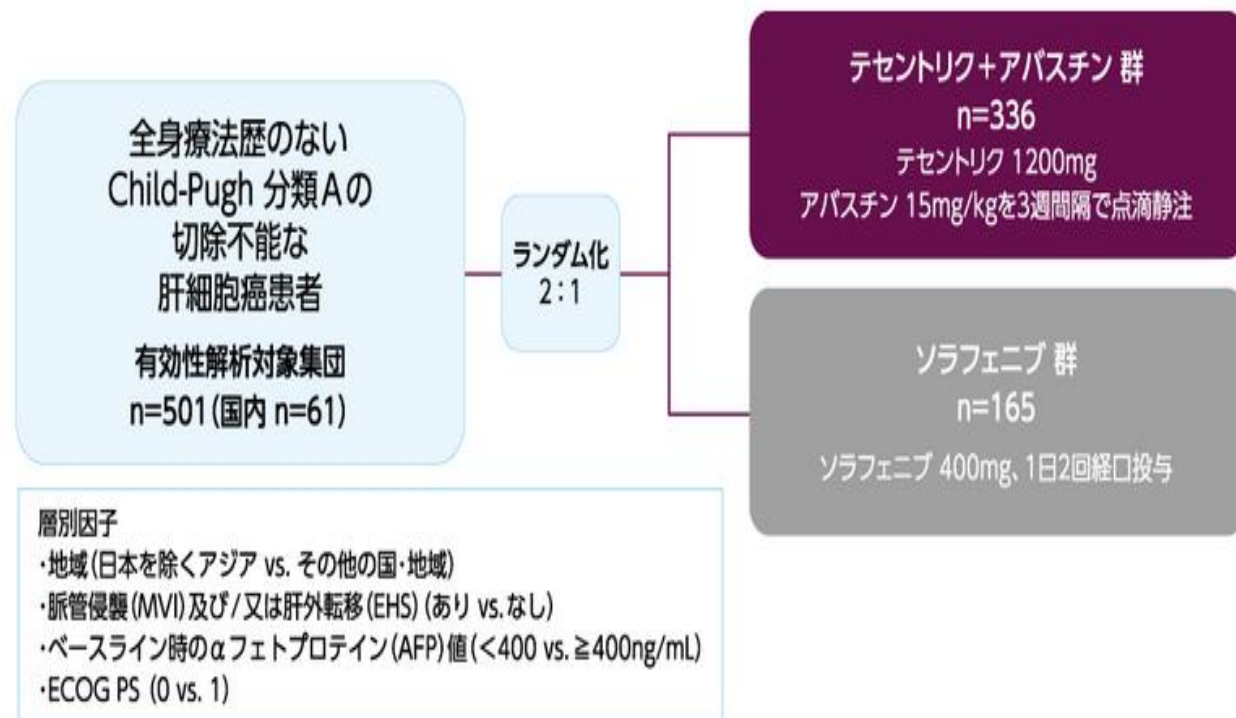 全身療法歴のない
Child-Pugh 分類Aの
切除不能な
肝細胞癌患者
有効性解析対象集団
n=501(国内 n=61)
ランダム化
2:1
テセントリク+アバスチン 群
n=336
テセントリク 1200mg
アバスチン 15mg/kgを3週間隔で点滴静注
ソラフェニブ 群
n=165
ソラフェニブ 400mg、1日2回経口投与
層別因子
・地域(日本を除くアジア vs. その他の国・地域)
・脈管侵襲(MVI)及び/又は肝外転移(EHS)(あり vs.なし)
・ベースライン時のαフェトプロテイン(AFP)値(<400 vs.≧400ng/mL)
・ECOG PS (0 vs. 1)